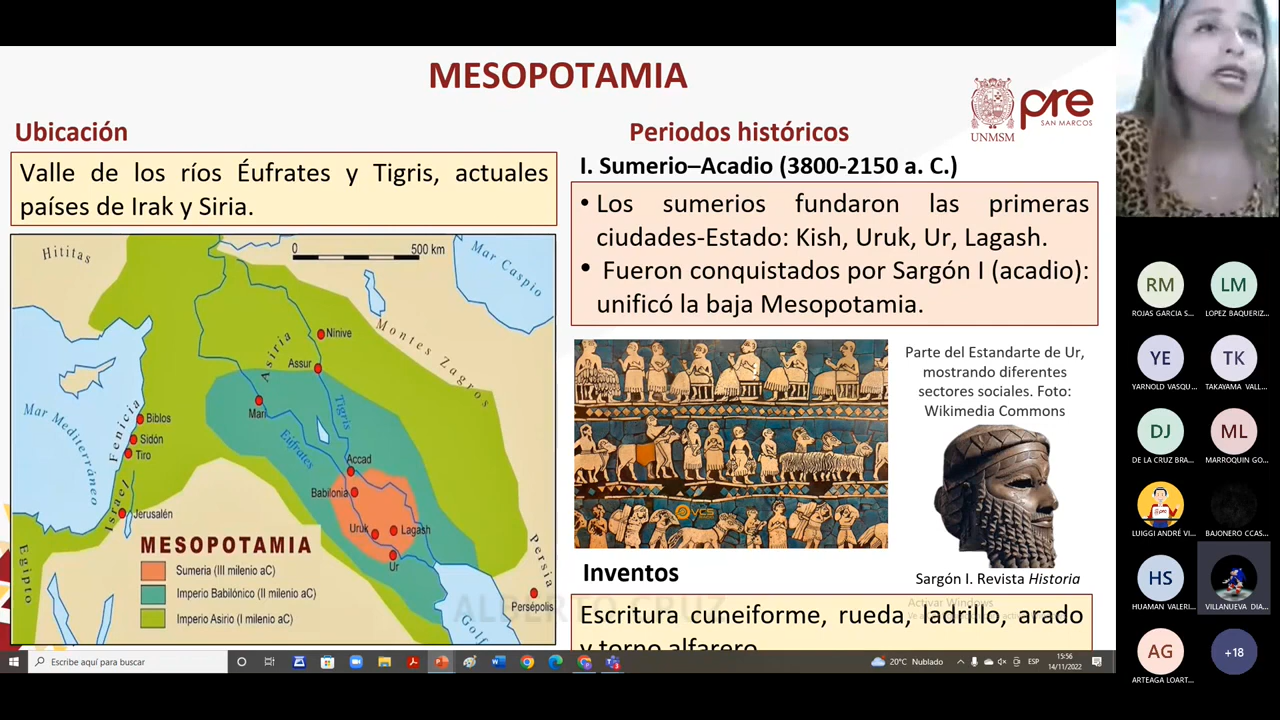 MESOPOTAMIA
UNMSM
pre
SAN MARCOS
Ubicación
Valle de los ríos Éufrates y Tigris, actuales
países de Irak y Siria.
Hititas
0 500 km
Mar Caspio
Montes Zagros
Nínive
Asiria
Assur
Mari
Tigris
Eufrates
Mar Mediterráneo
Fenicia
Biblos
Sidón
Tiro
Accad
Babilonia
Israel
Jerusalén
Uruk
Lagash
Ur
Egipto
Persia
Persépolis
Golf
MESOPOTAMIA
Sumeria (III milenio aC)
Imperio Babilónico (II milenio aC)
Imperio Asirio (I milenio aC)
Periodos históricos
I. Sumerio–Acadio (3800-2150 a. C.)
• Los sumerios fundaron las primeras
ciudades-Estado: Kish, Uruk, Ur, Lagash.
• Fueron conquistados por Sargón I (acadio):
unificó la baja Mesopotamia.
Parte del Estandarte de Ur,
mostrando diferentes
sectores sociales. Foto:
Wikimedia Commons
Sargón I. Revista Historia
Inventos
Escritura cuneiforme, rueda, ladrillo, arado
y torno alfarero
ALBERTO CRUZ
Activar Windows
Escribe aquí para buscar
20°C Nublado
ESP
15:56
14/11/2022
RM
ROJAS GARCIA S...
LM
LOPEZ BAQUERIZ...
YE
YARNOLD VASQU...
TK
TAKAYAMA VALL...
DJ
DE LA CRUZ BRA...
ML
MARROQUIN GO...
LUIGGI ANDRÉ VI...
BAJONERO CCAS...
HS
HUAMAN VALERI...
VILLANUEVA DIA...
AG
ARTEAGA LOART...
+18